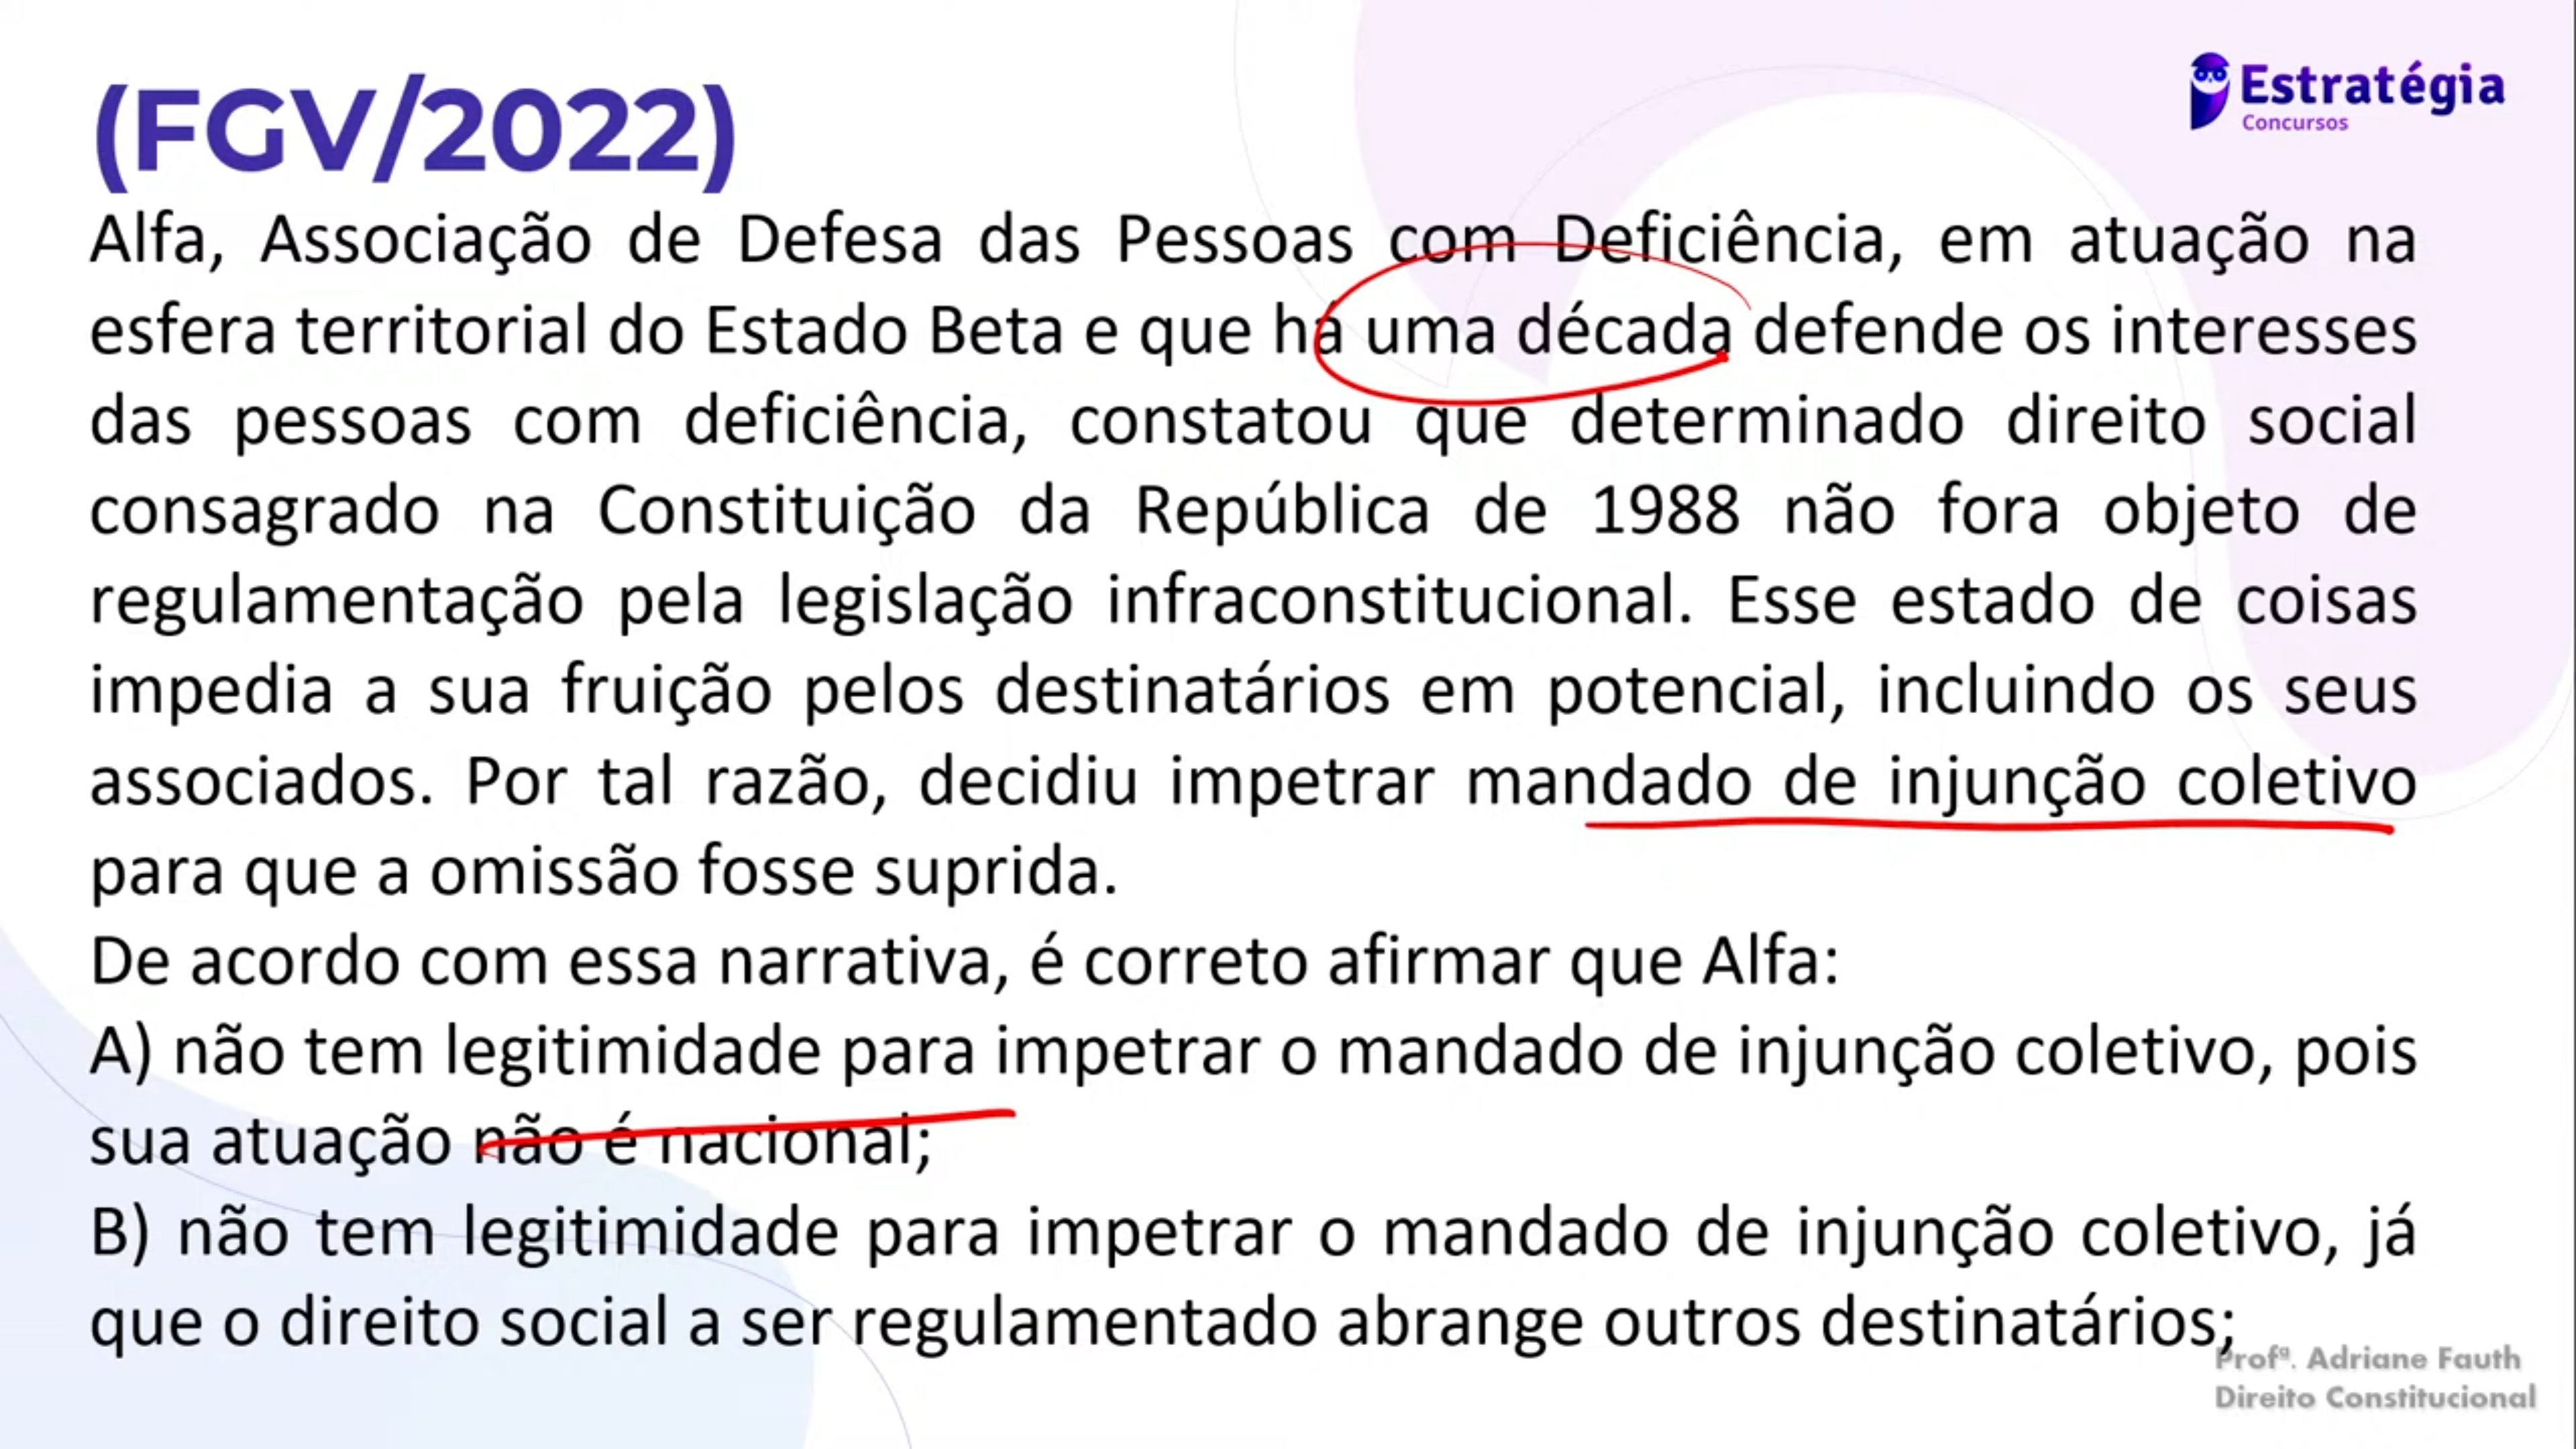 (FGV/2022)
Estratégia
Concursos
Alfa, Associação de Defesa das Pessoas com Deficiência, em atuação na
esfera territorial do Estado Beta e que há uma década defende os interesses
das pessoas com deficiência, constatou que determinado direito social
consagrado na Constituição da República de 1988 não fora objeto de
regulamentação pela legislação infraconstitucional. Esse estado de coisas
impedia a sua fruição pelos destinatários em potencial, incluindo os seus
associados. Por tal razão, decidiu impetrar mandado de injunção coletivo
para que a omissão fosse suprida.
De acordo com essa narrativa, é correto afirmar que Alfa:
A) não tem legitimidade para impetrar o mandado de injunção coletivo, pois
sua atuação não é nacional;
B) não tem legitimidade para impetrar o mandado de injunção coletivo, já
que o direito social a ser regulamentado abrange outros destinatários;
Profª. Adriane Fauth
Direito Constitucional